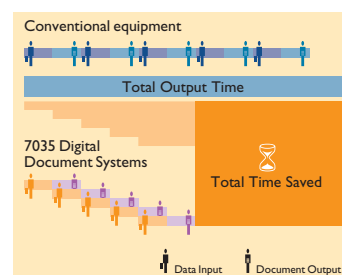 Conventional equipment
Total Output Time
7035 Digital
Document Systems
Total Time Saved
Data Input
Document Output